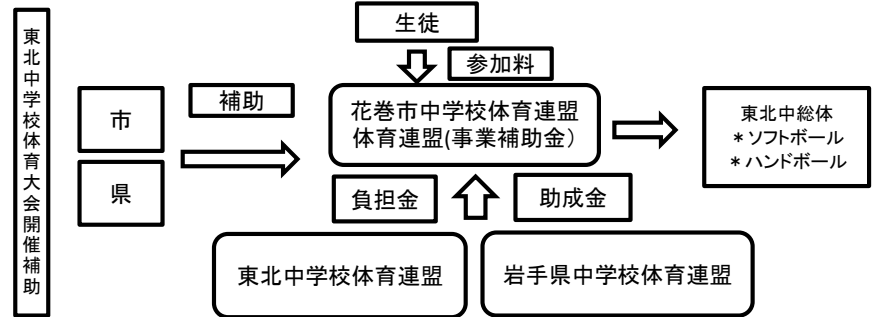 東北中学校体育大会開催補助
生徒
参加料
市
県
補助
花巻市中学校体育連盟
体育連盟(事業補助金)
東北中総体
*ソフトボール
*ハンドボール
負担金
助成金
東北中学校体育連盟
岩手県中学校体育連盟